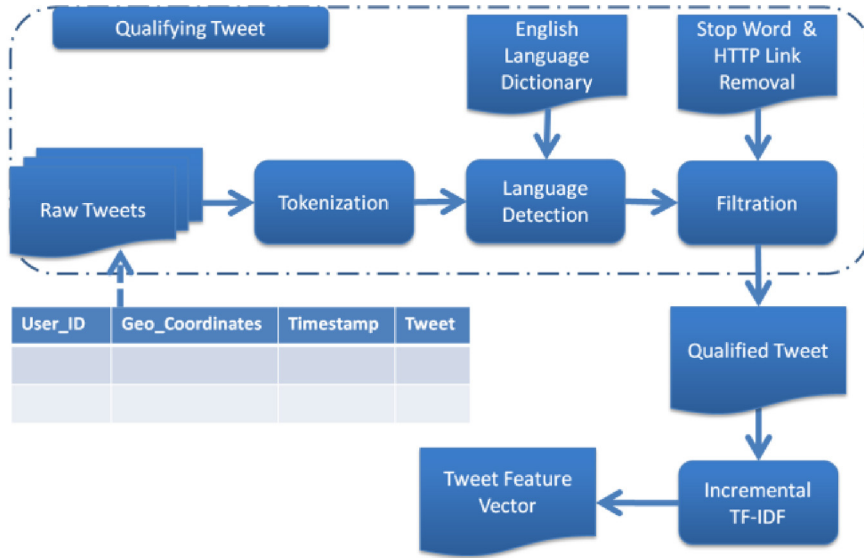 Qualifying Tweet
English
Language
Dictionary
Stop Word &
HTTP Link
Removal
Raw Tweets
Tokenization
Language
Detection
Filtration
User_ID Geo_Coordinates Timestamp Tweet
Qualified Tweet
Tweet Feature
Vector
Incremental
TF-IDF